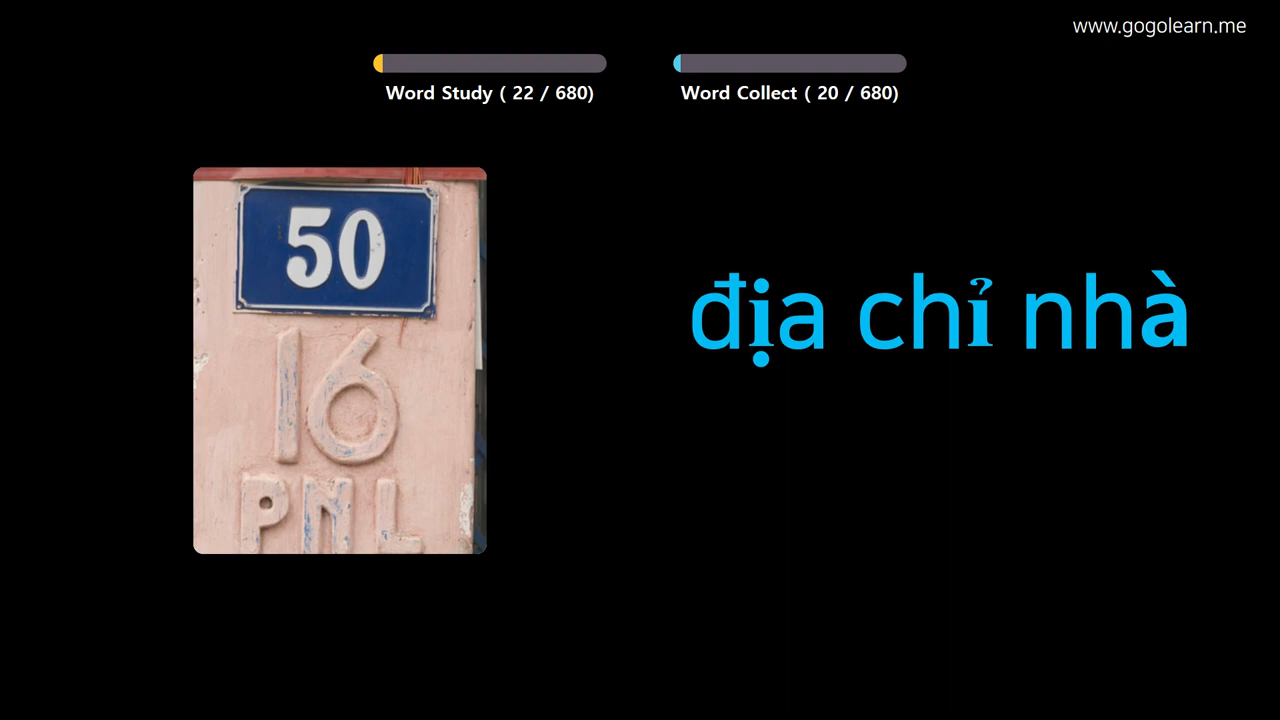 www.gogolearn.me
Word Study ( 22 / 680)
Word Collect ( 20 / 680)
50
16
PNL
địa chỉ nhà